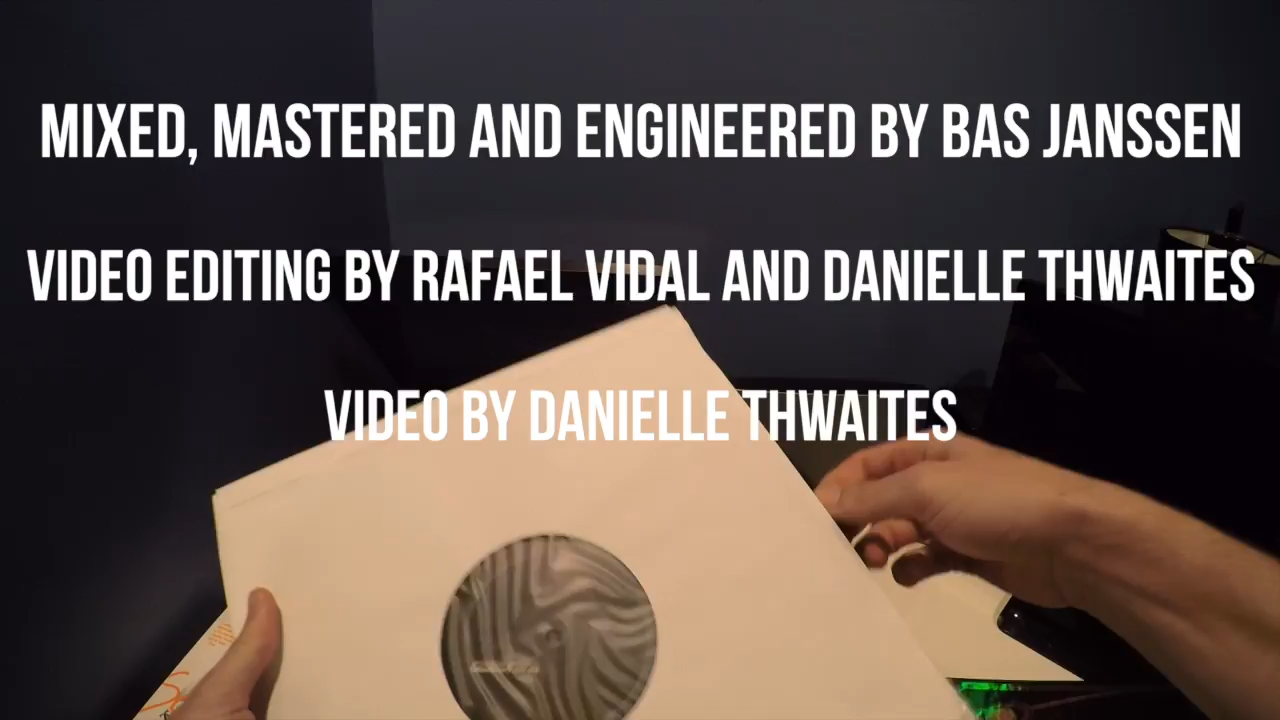 MIXED, MASTERED AND ENGINEERED BY BAS JANSSEN
VIDEO EDITING BY RAFAEL VIDAL AND DANIELLE THWAITES
VIDEO BY DANIELLE THWAITES